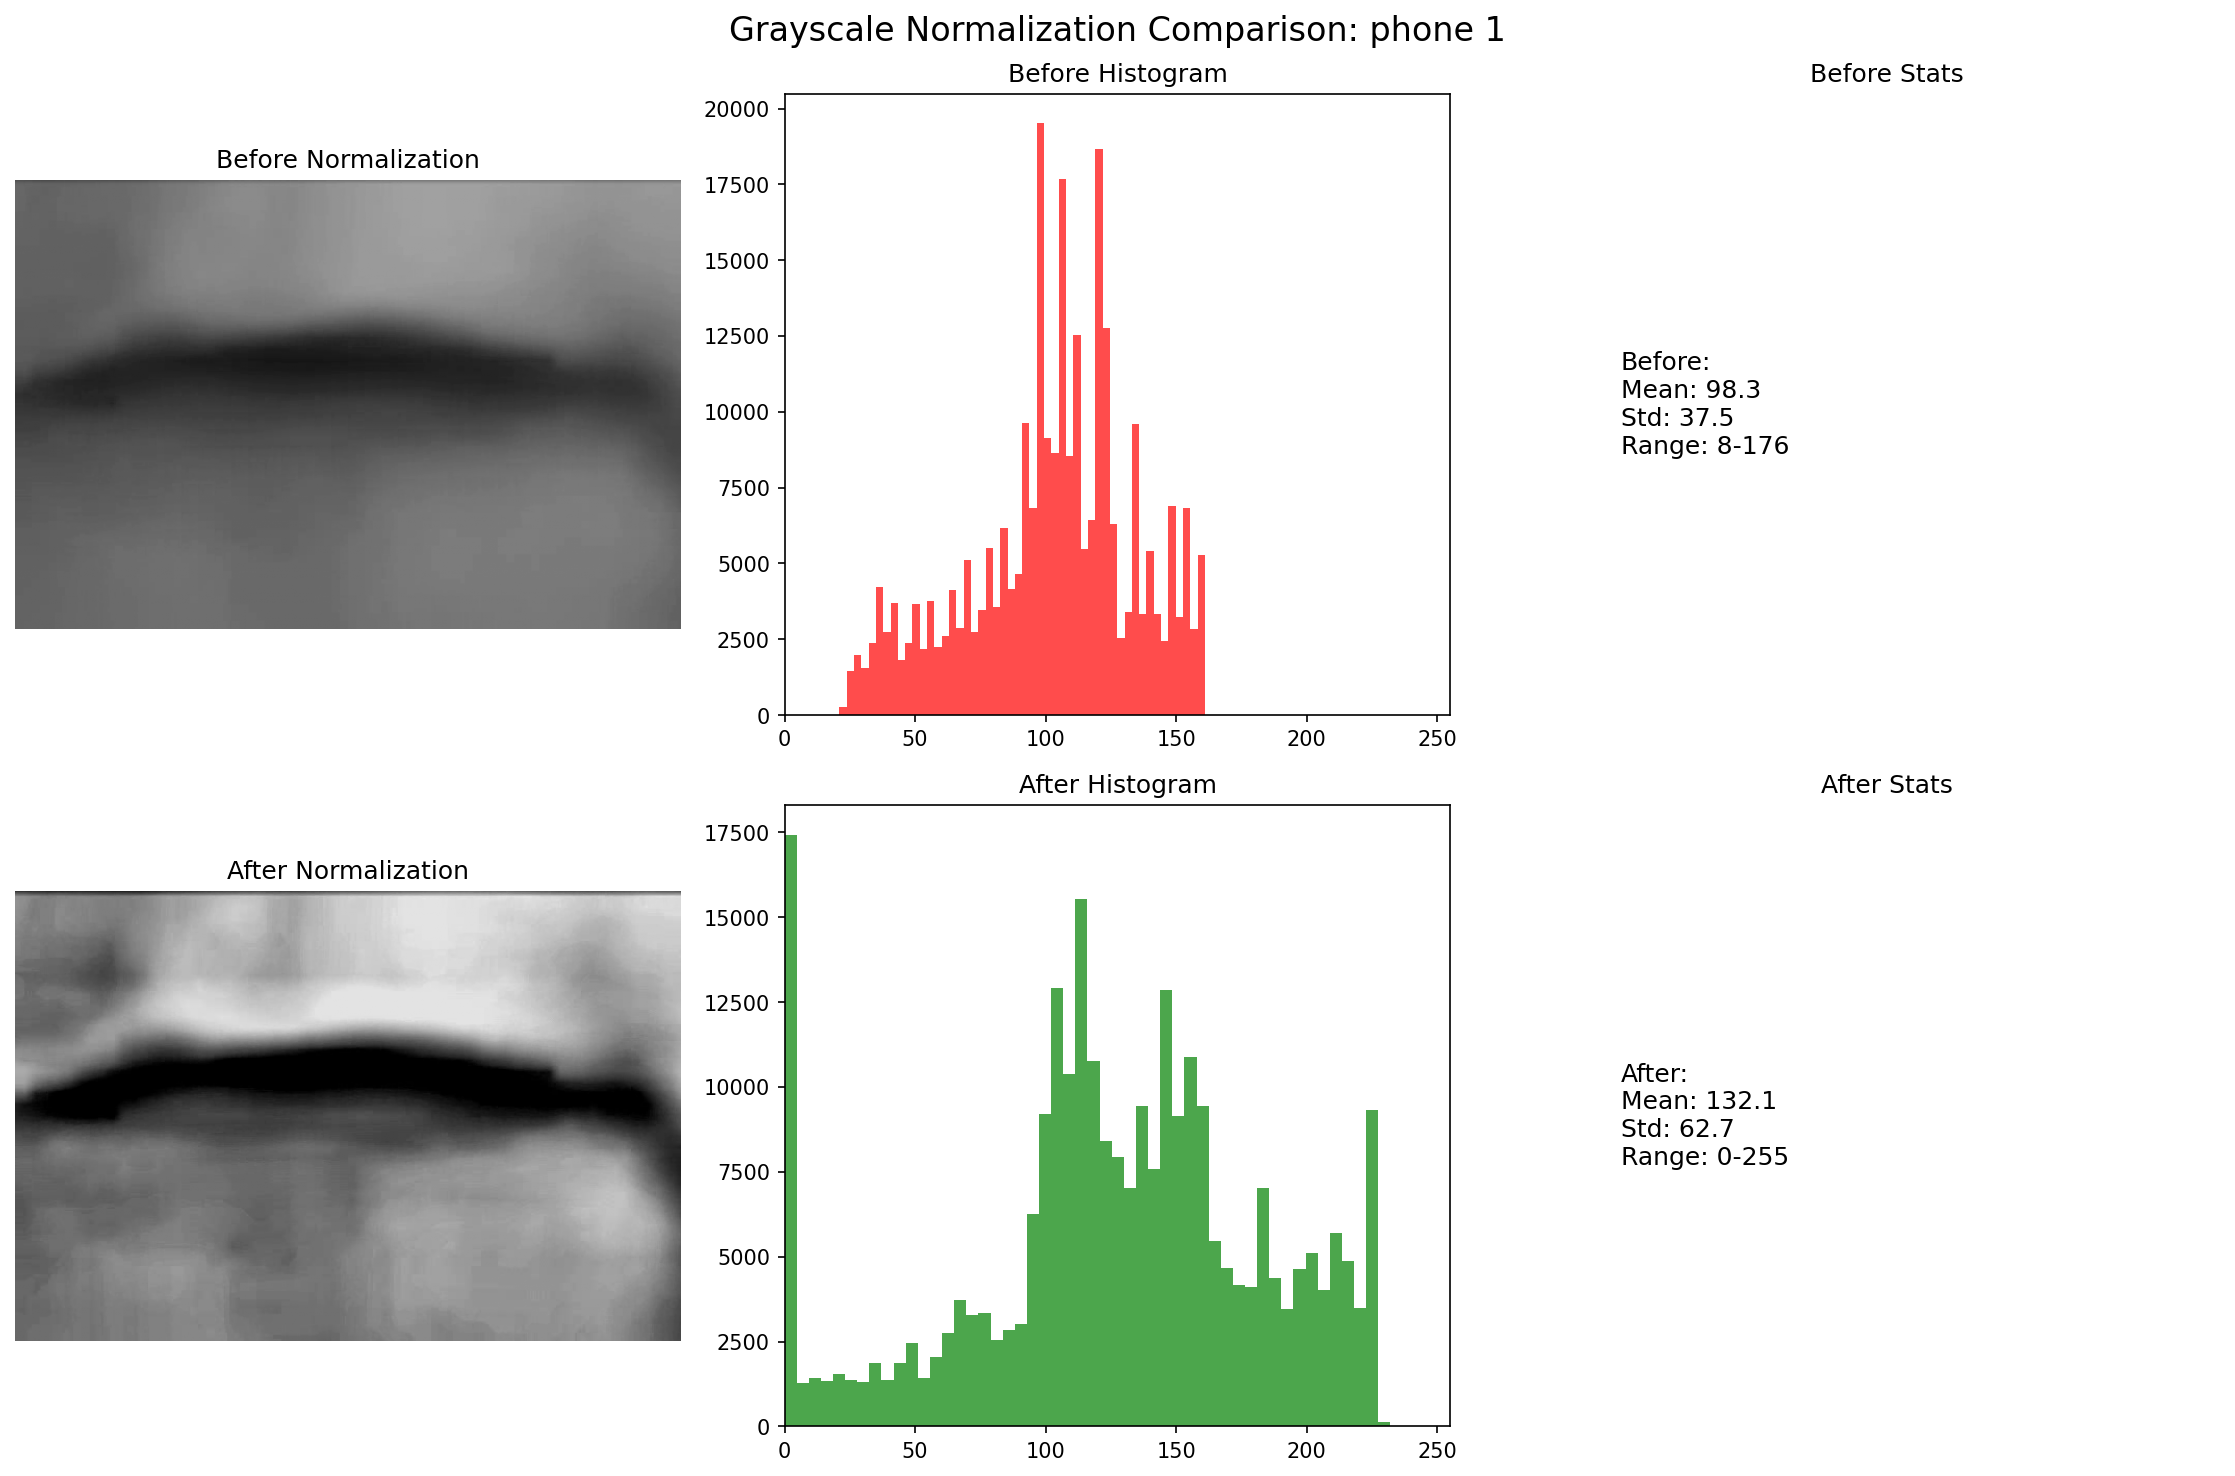 Grayscale Normalization Comparison: phone 1
Before Normalization
Before Histogram
20000
17500
15000
12500
10000
7500
5000
2500
0
0 50 100 150 200 250
Before Stats
Before:
Mean: 98.3
Std: 37.5
Range: 8-176
After Normalization
After Histogram
17500
15000
12500
10000
7500
5000
2500
0
0 50 100 150 200 250
After Stats
After:
Mean: 132.1
Std: 62.7
Range: 0-255